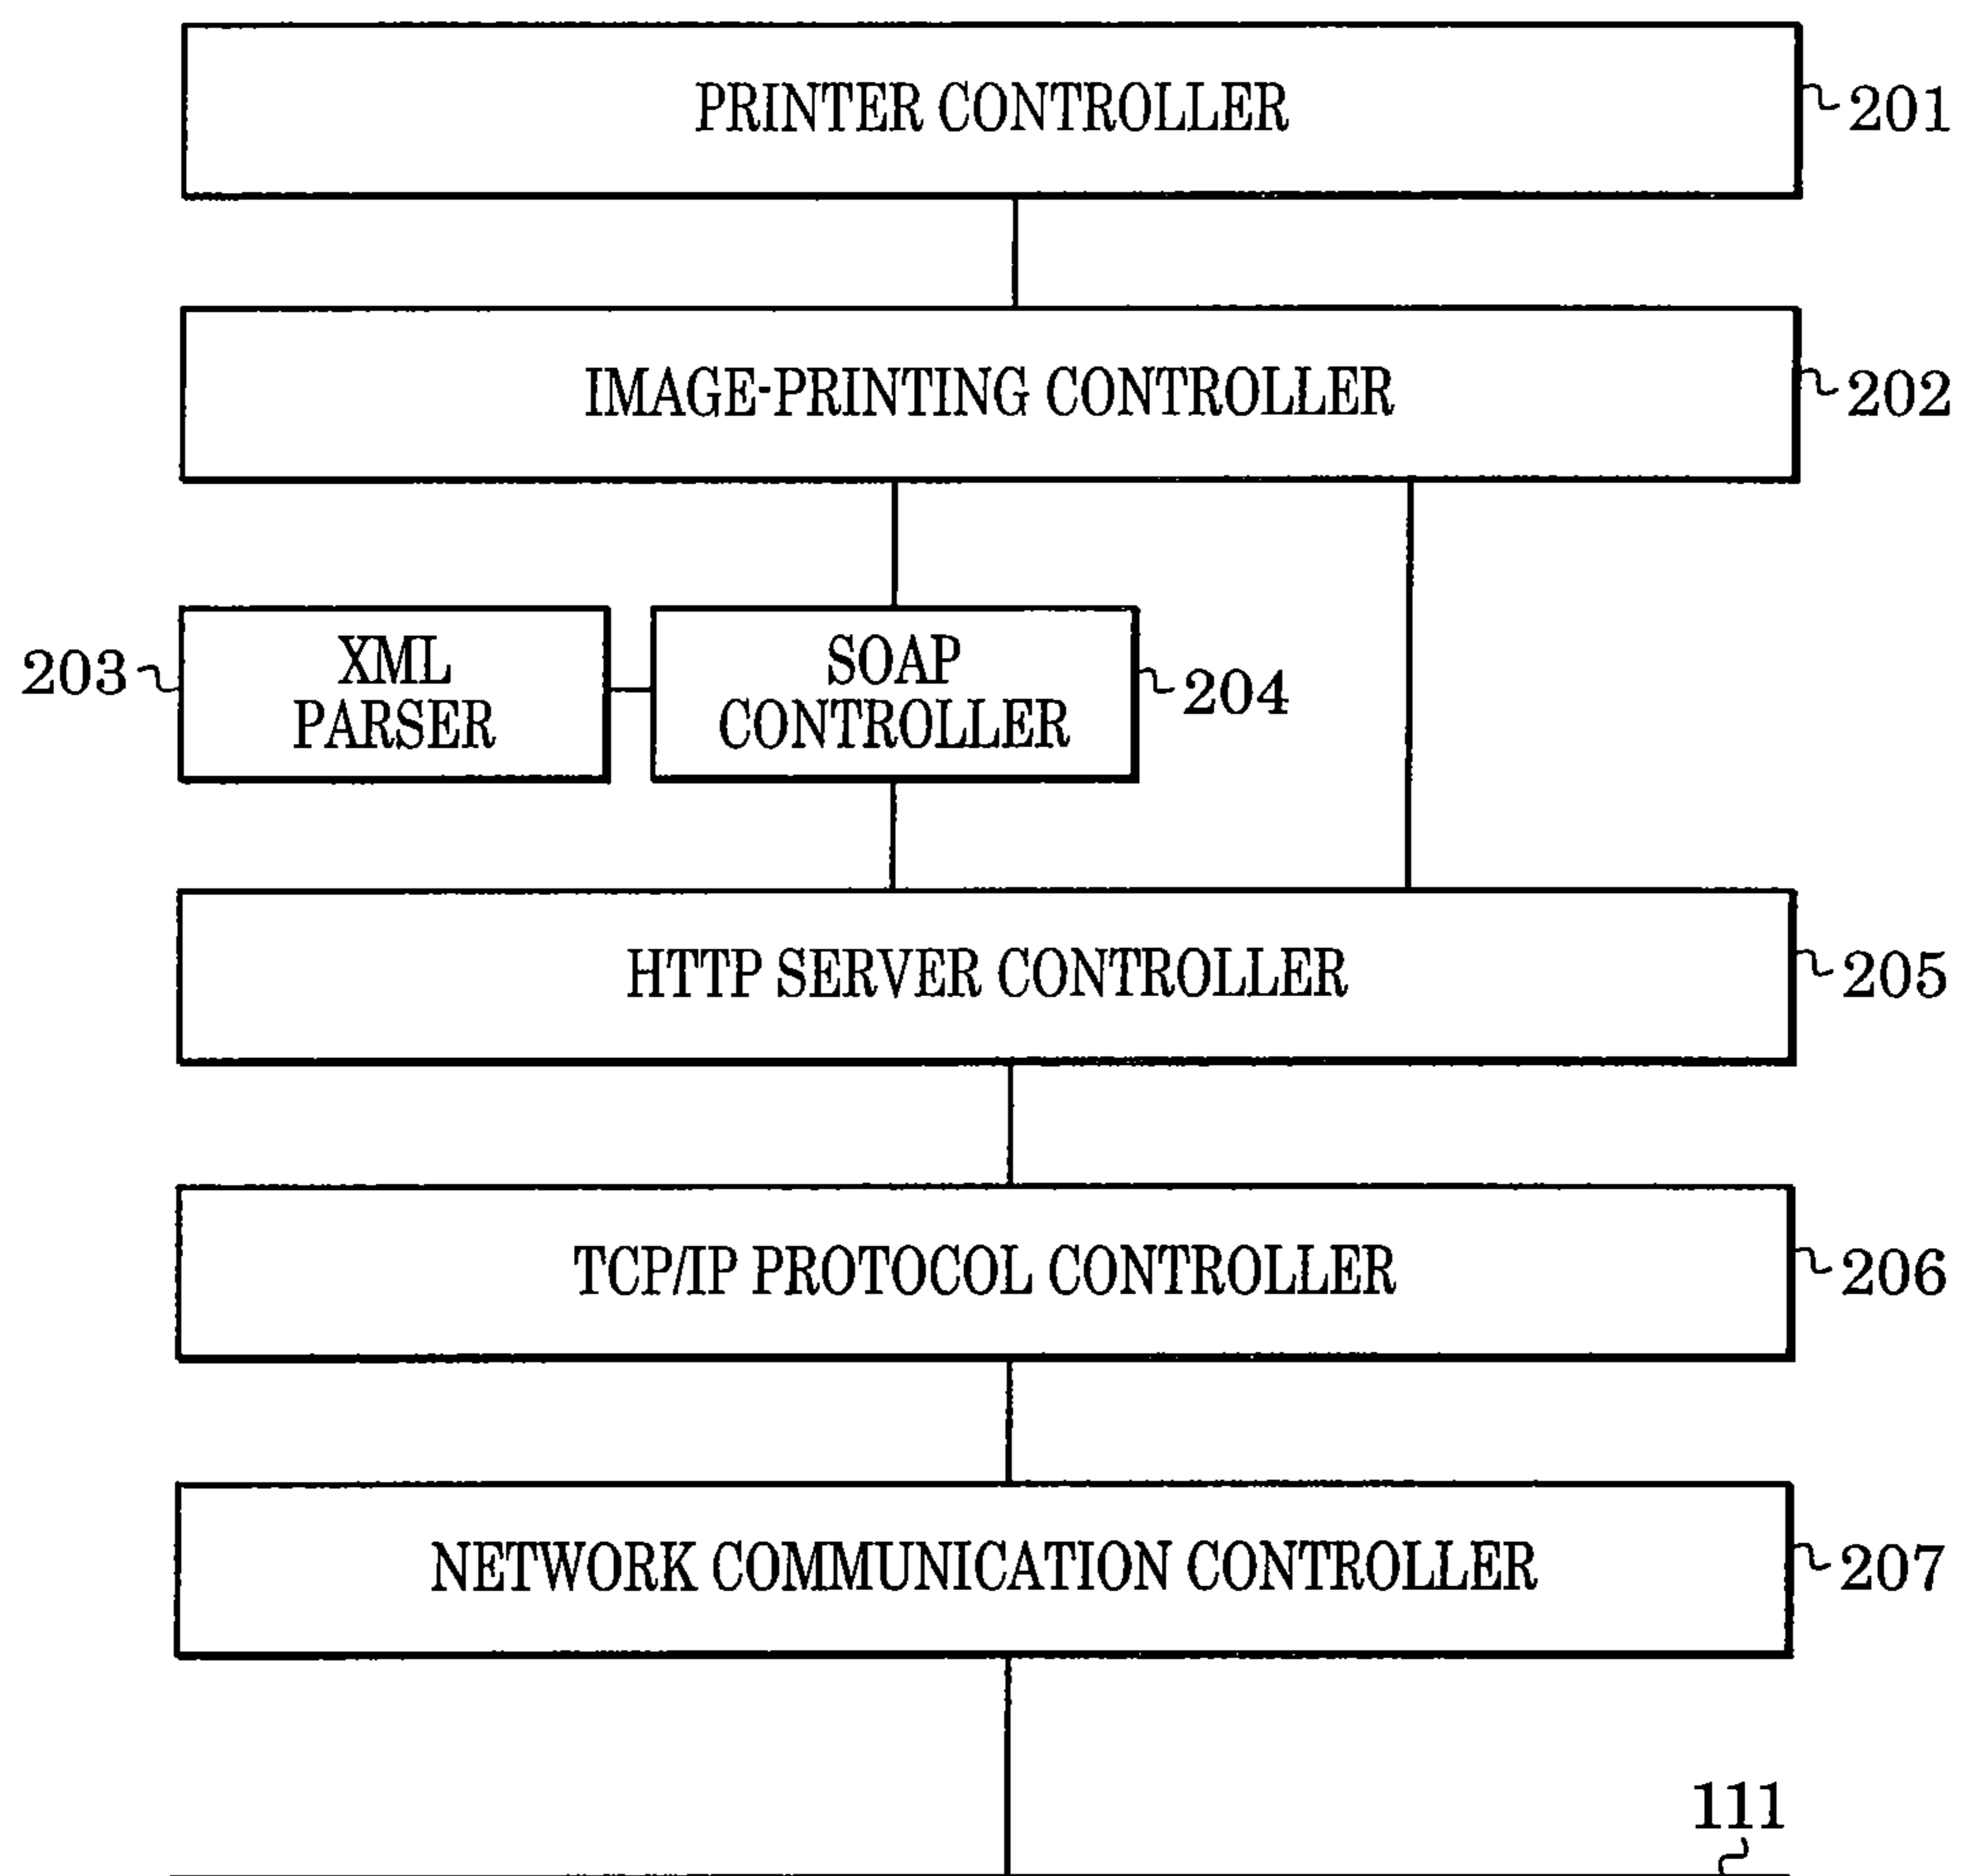 PRINTER CONTROLLER
201
IMAGE-PRINTING CONTROLLER
202
203
XML
PARSER
SOAP
CONTROLLER
204
HTTP SERVER CONTROLLER
205
TCP/IP PROTOCOL CONTROLLER
206
NETWORK COMMUNICATION CONTROLLER
207
111